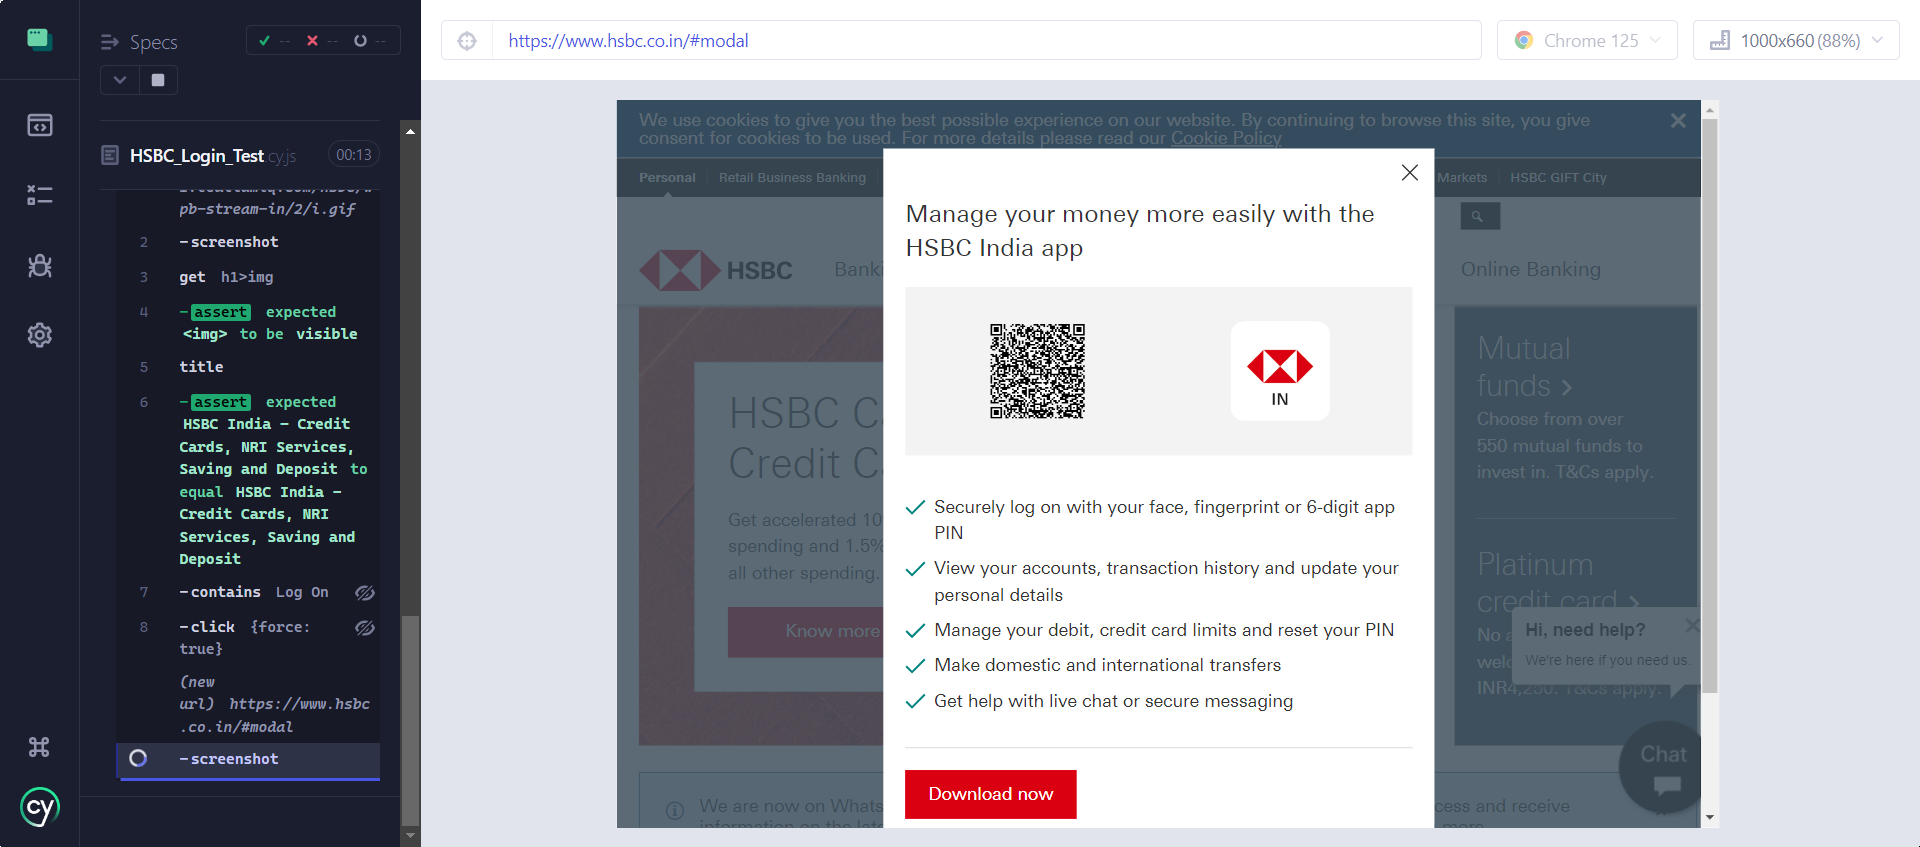 Specs
-- -- --
HSBC_Login_Test.cy.js 00:13
pb-stream-in/2/i.gif
2 -screenshot
3 get h1>img
4 -assert expected
<img> to be visible
5 title
6 -assert expected
HSBC India – Credit
Cards, NRI Services,
Saving and Deposit to
equal HSBC India –
Credit Cards, NRI
Services, Saving and
Deposit
7 -contains Log On
8 -click {force:
true}
(new
url) https://www.hsbc
.co.in/#modal
-screenshot
cy
https://www.hsbc.co.in/#modal
Chrome 125
1000x660 (88%)
We use cookies to give you the best possible experience on our website. By continuing to browse this site, you give
consent for cookies to be used. For more details please read our Cookie Policy
Personal Retail Business Banking
Markets HSBC GIFT City
HSBC Banki
Online Banking
HSBC C
Credit C
Get accelerated 10
spending and 1.5%
all other spending.
Know more
Manage your money more easily with the
HSBC India app
IN
Securely log on with your face, fingerprint or 6-digit app
PIN
View your accounts, transaction history and update your
personal details
Manage your debit, credit card limits and reset your PIN
Make domestic and international transfers
Get help with live chat or secure messaging
Download now
Mutual
funds
Choose from over
550 mutual funds to
invest in. T&Cs apply.
Platinum
credit card
No a
welc
INR4,250. T&Cs apply.
Hi, need help?
We're here if you need us.
Chat
We are now on Whats
information on the late
cess and receive
more